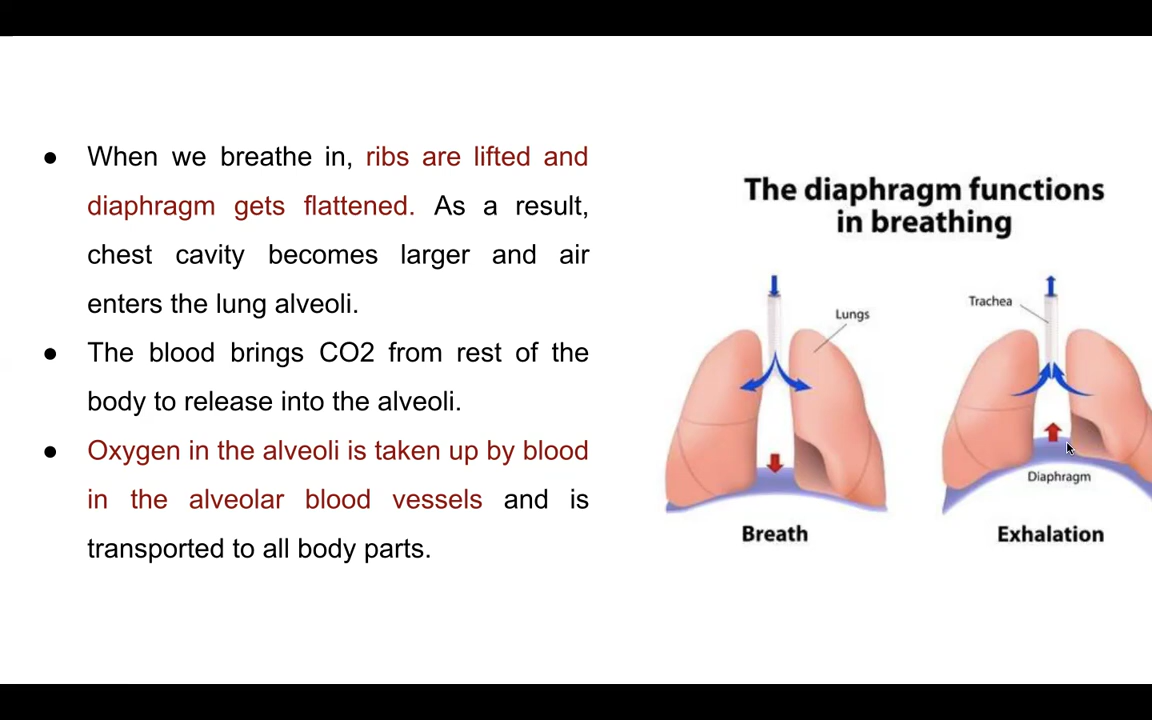 ● When we breathe in, ribs are lifted and
diaphragm gets flattened. As a result,
chest cavity becomes larger and air
enters the lung alveoli.
● The blood brings CO2 from rest of the
body to release into the alveoli.
● Oxygen in the alveoli is taken up by blood
in the alveolar blood vessels and is
transported to all body parts.
The diaphragm functions
in breathing
Lungs
Breath
Trachea
Diaphragm
Exhalation